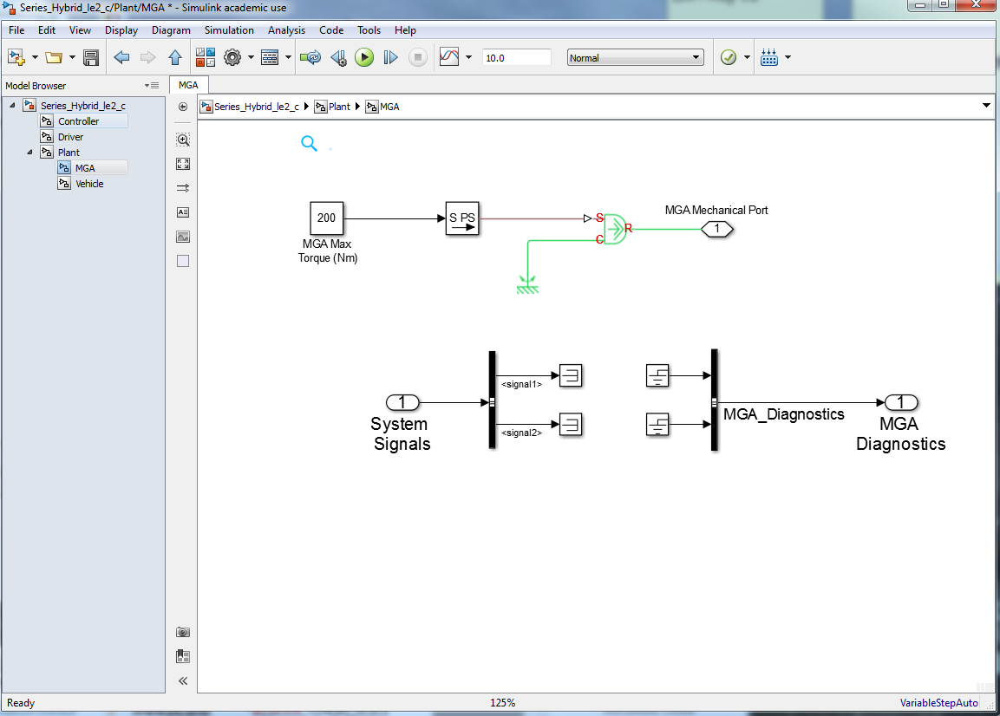 Series_Hybrid_le2_c/Plant/MGA * - Simulink academic use
File Edit View Display Diagram Simulation Analysis Code Tools Help
10.0
Normal
Model Browser
MGA
Series_Hybrid_le2_c
Controller
Driver
Plant
MGA
Vehicle
Series_Hybrid_le2_c Plant MGA
200
MGA Max
Torque (Nm)
S PS
S
C
R
MGA Mechanical Port
1
1
System
Signals
<signal1>
<signal2>
MGA_Diagnostics
1
MGA
Diagnostics
Ready
125%
VariableStepAuto